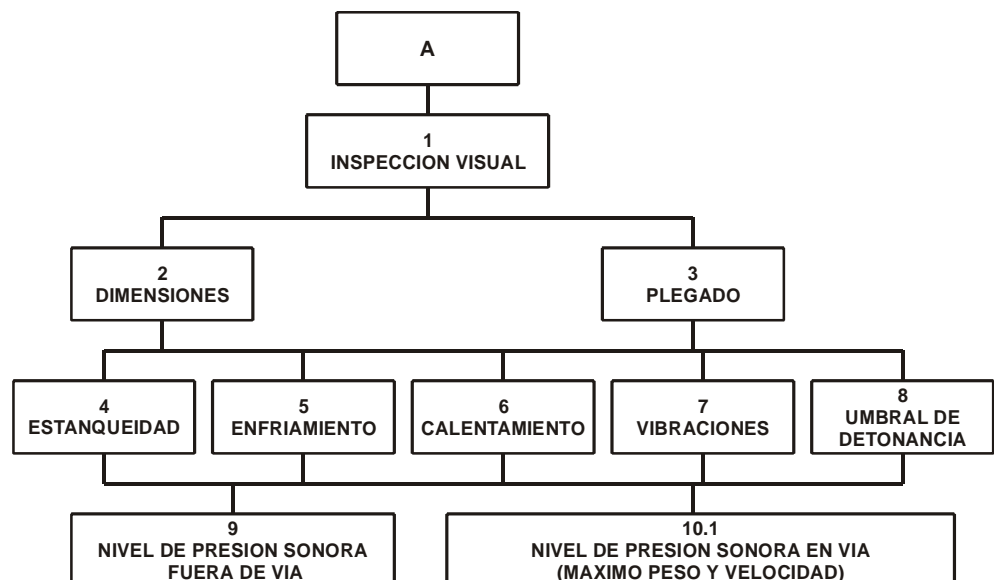 A
1
INSPECCION VISUAL
2
DIMENSIONES
3
PLEGADO
4
ESTANQUEIDAD
5
ENFRIAMIENTO
6
CALENTAMIENTO
7
VIBRACIONES
8
UMBRAL DE
DETONANCIA
9
NIVEL DE PRESION SONORA
FUERA DE VIA
10.1
NIVEL DE PRESION SONORA EN VIA
(MAXIMO PESO Y VELOCIDAD)